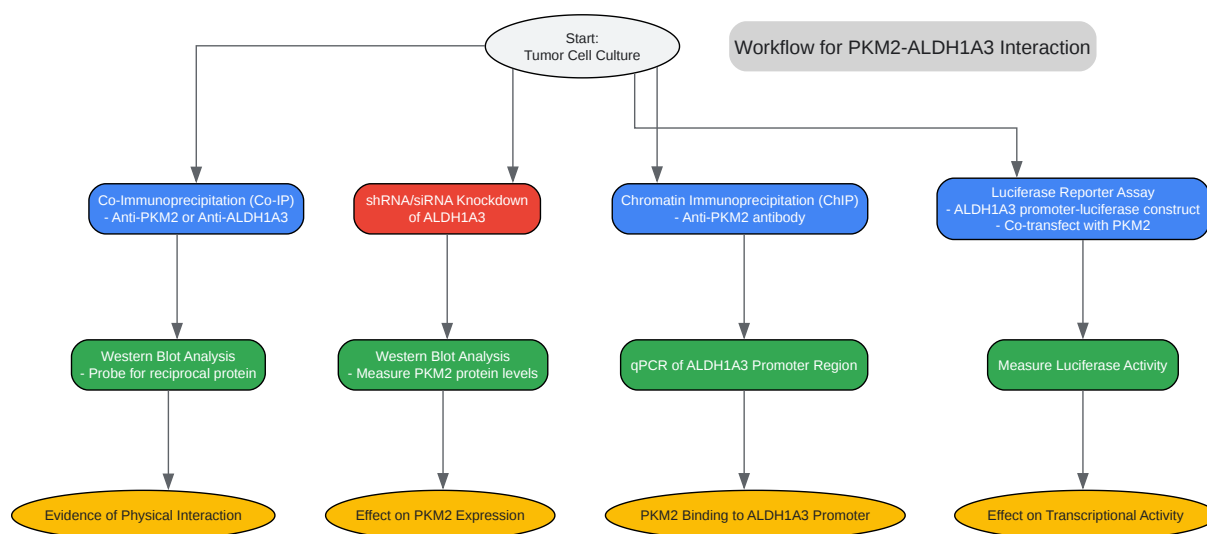 Start:
Tumor Cell Culture
Workflow for PKM2-ALDH1A3 Interaction
Co-Immunoprecipitation (Co-IP)
- Anti-PKM2 or Anti-ALDH1A3
shRNA/siRNA Knockdown
of ALDH1A3
Chromatin Immunoprecipitation (ChIP)
- Anti-PKM2 antibody
Luciferase Reporter Assay
- ALDH1A3 promoter-luciferase construct
- Co-transfect with PKM2
Western Blot Analysis
- Probe for reciprocal protein
Western Blot Analysis
- Measure PKM2 protein levels
qPCR of ALDH1A3 Promoter Region
Measure Luciferase Activity
Evidence of Physical Interaction
Effect on PKM2 Expression
PKM2 Binding to ALDH1A3 Promoter
Effect on Transcriptional Activity